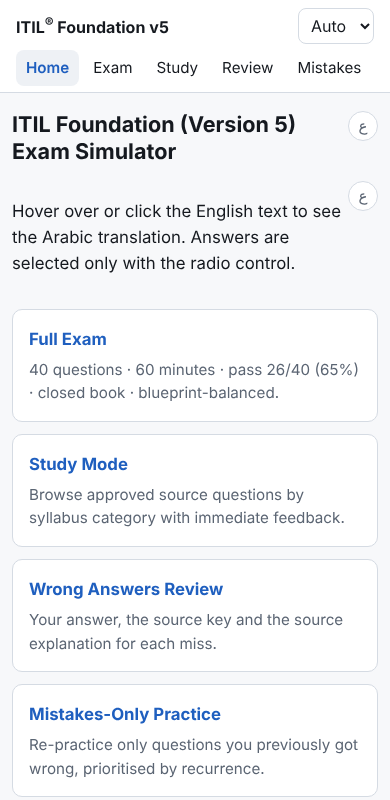 ITIL® Foundation v5
Auto
Home Exam Study Review Mistakes
ITIL Foundation (Version 5)
Exam Simulator
ع
ع
Hover over or click the English text to see
the Arabic translation. Answers are
selected only with the radio control.
Full Exam
40 questions · 60 minutes · pass 26/40 (65%)
· closed book · blueprint-balanced.
Study Mode
Browse approved source questions by
syllabus category with immediate feedback.
Wrong Answers Review
Your answer, the source key and the source
explanation for each miss.
Mistakes-Only Practice
Re-practice only questions you previously got
wrong, prioritised by recurrence.